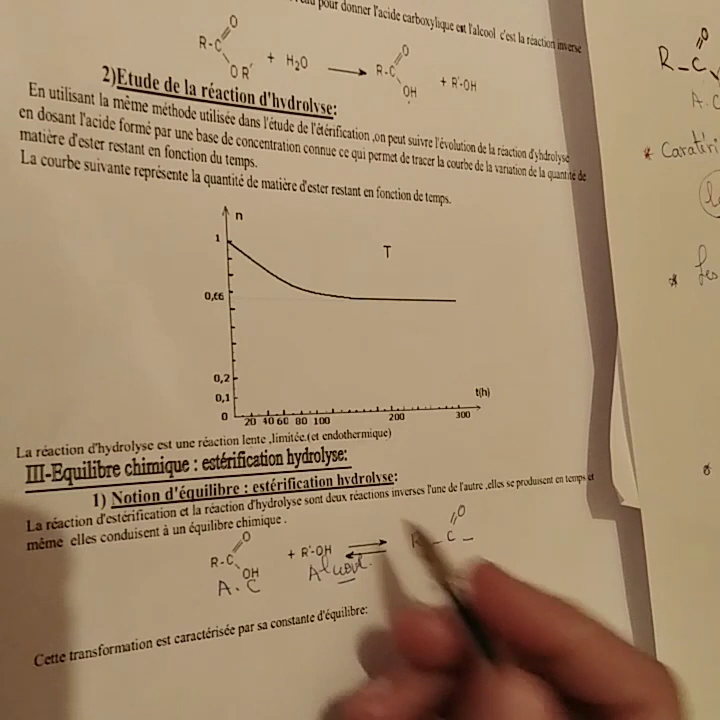 pour donner l'acide carboxylique et l'alcool c'est la réaction inverse
R-C O OR' + H₂O → R-C O OH + R'-OH
2)Etude de la réaction d'hydrolyse:
En utilisant la même méthode utilisée dans l'étude de l'étérification ,on peut suivre l'évolution de la réaction d'yhdrolyse
en dosant l'acide formé par une base de concentration connue ce qui permet de tracer la courbe de la variation de la quantité de
matière d'ester restant en fonction du temps.
La courbe suivante représente la quantité de matière d'ester restant en fonction de temps.
n
1
T
0,66
0,2
0,1
0
t(h)
20 40 60 80 100 200 300
La réaction d'hydrolyse est une réaction lente ,limitée.(et endothermique)
III-Equilibre chimique : estérification hydrolyse:
1) Notion d'équilibre : estérification hydrolyse:
La réaction d'estérification et la réaction d'hydrolyse sont deux réactions inverses l'une de l'autre ,elles se produisent en temps et
même elles conduisent à un équilibre chimique .
R-C O OH + R'-OH ⇌ R-C O
A.C Alcool.
Cette transformation est caractérisée par sa constante d'équilibre:
R-C O
A.C
* Caratéri
* les